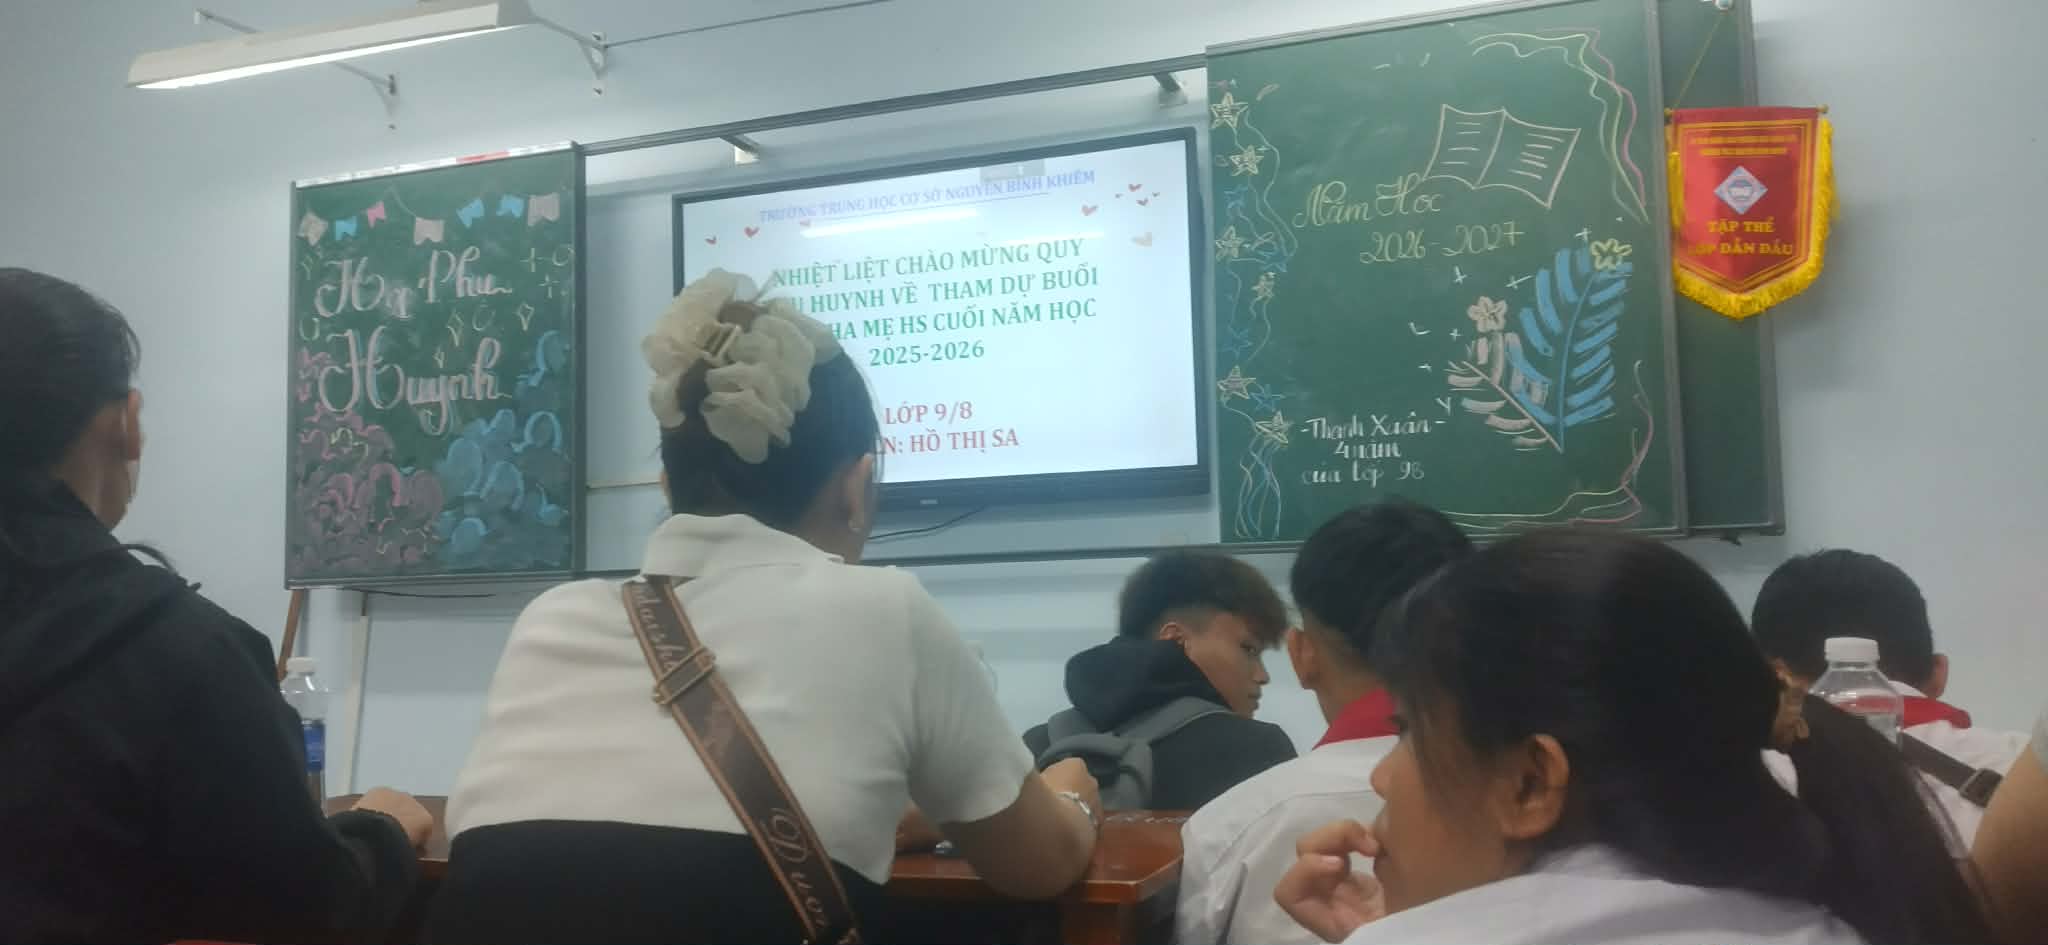 Họp Phụ
Huynh
TRƯỜNG TRUNG HỌC CƠ SỞ NGUYỄN BỈNH KHIÊM
NHIỆT LIỆT CHÀO MỪNG QUY
HUYNH VỀ THAM DỰ BUỔI
MẸ HS CUỐI NĂM HỌC
2025-2026
LỚP 9/8
HỒ THỊ SA
Năm Học
2026-2027
-Thanh Xuân-
4 năm
của lớp 98
TẬP THỂ
LỚP DẪN ĐẦU